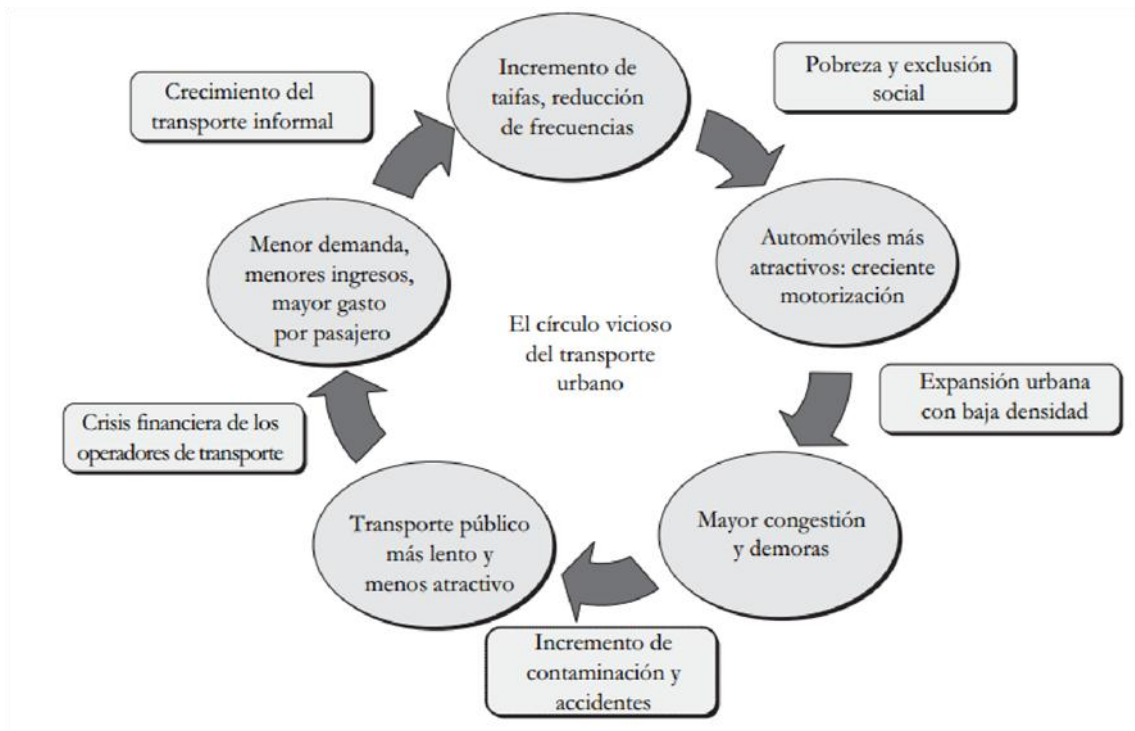 Incremento de
taifas, reducción
de frecuencias
Pobreza y exclusión
social
Automóviles más
atractivos: creciente
motorización
Expansión urbana
con baja densidad
Mayor congestión
y demoras
Incremento de
contaminación y
accidentes
Transporte público
más lento y
menos atractivo
Crisis financiera de los
operadores de transporte
Menor demanda,
menores ingresos,
mayor gasto
por pasajero
Crecimiento del
transporte informal
El círculo vicioso
del transporte
urbano